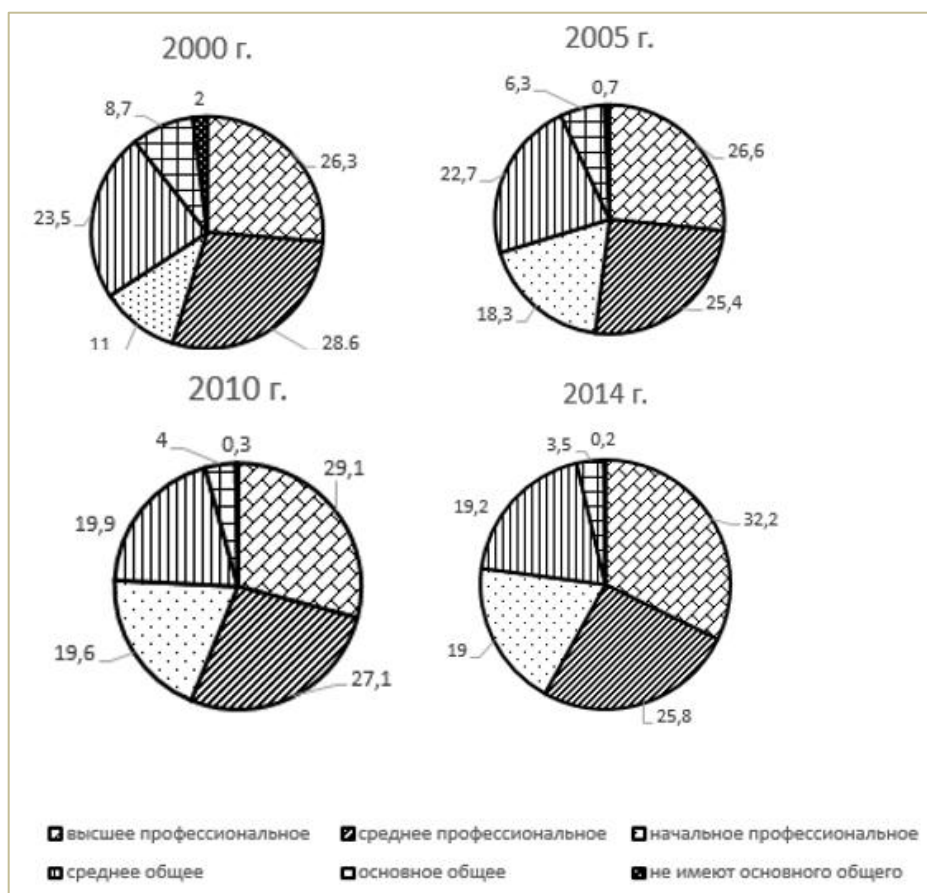 2000 г.
2
8,7
26,3
23,5
11
28.6
2005 г.
6,3
0,7
26,6
22,7
18,3
25,4
2010 г.
4
0,3
29,1
19,9
19,6
27,1
2014 г.
3,5
0,2
19,2
32,2
19
25,8
высшее профессиональное
среднее профессиональное
начальное профессиональное
среднее общее
основное общее
не имеют основного общего